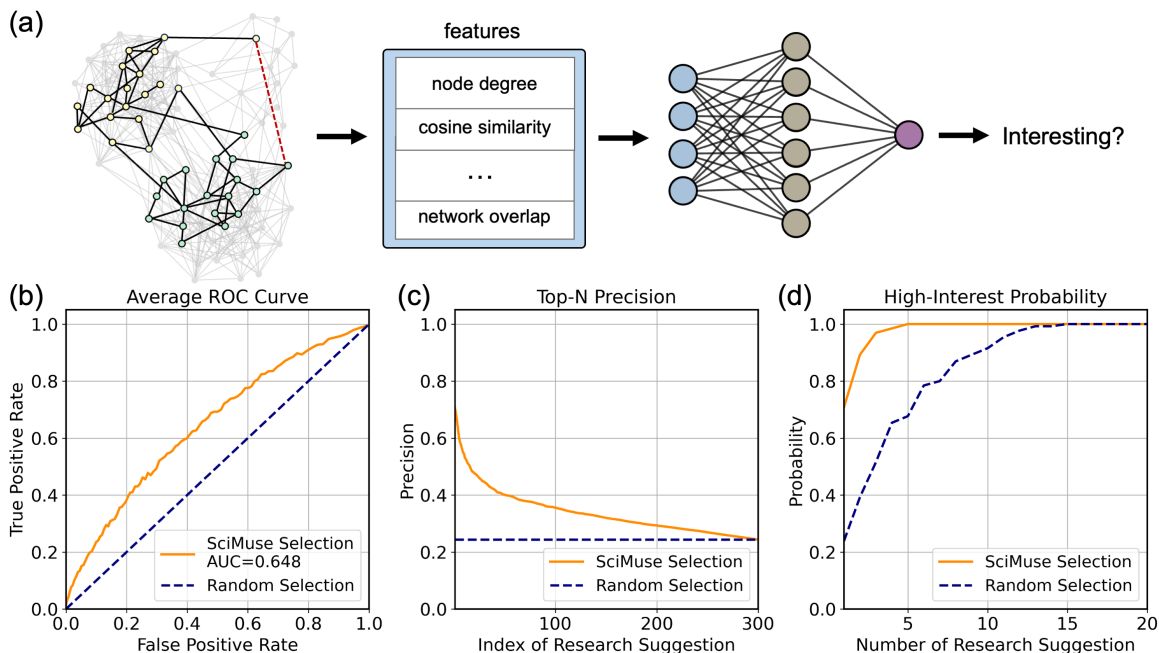 (a)
features
node degree
cosine similarity
...
network overlap
Interesting?
(b)
Average ROC Curve
1.0
0.8
0.6
0.4
0.2
0.0
True Positive Rate
SciMuse Selection
AUC=0.648
Random Selection
0.0 0.2 0.4 0.6 0.8 1.0
False Positive Rate
(c)
Top-N Precision
1.0
0.8
0.6
0.4
0.2
0.0
Precision
SciMuse Selection
Random Selection
100 200 300
Index of Research Suggestion
(d)
High-Interest Probability
1.0
0.8
0.6
0.4
0.2
0.0
Probability
SciMuse Selection
Random Selection
5 10 15 20
Number of Research Suggestion